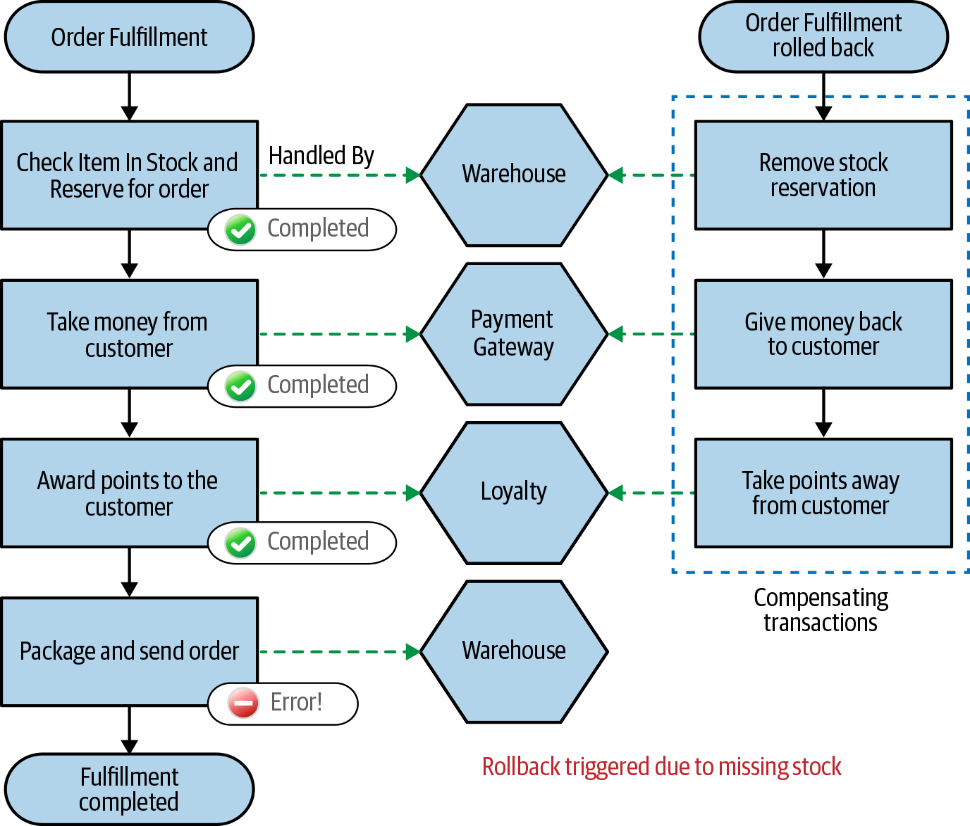 Order Fulfillment
Order Fulfillment
rolled back
Check Item In Stock and
Reserve for order
Handled By
Warehouse
Remove stock
reservation
Completed
Take money from
customer
Payment
Gateway
Give money back
to customer
Completed
Award points to the
customer
Loyalty
Take points away
from customer
Completed
Compensating
transactions
Package and send order
Warehouse
Error!
Fulfillment
completed
Rollback triggered due to missing stock